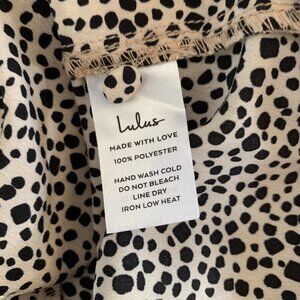 Lulus
MADE WITH LOVE
100% POLYESTER
HAND WASH COLD
DO NOT BLEACH
LINE DRY
IRON LOW HEAT